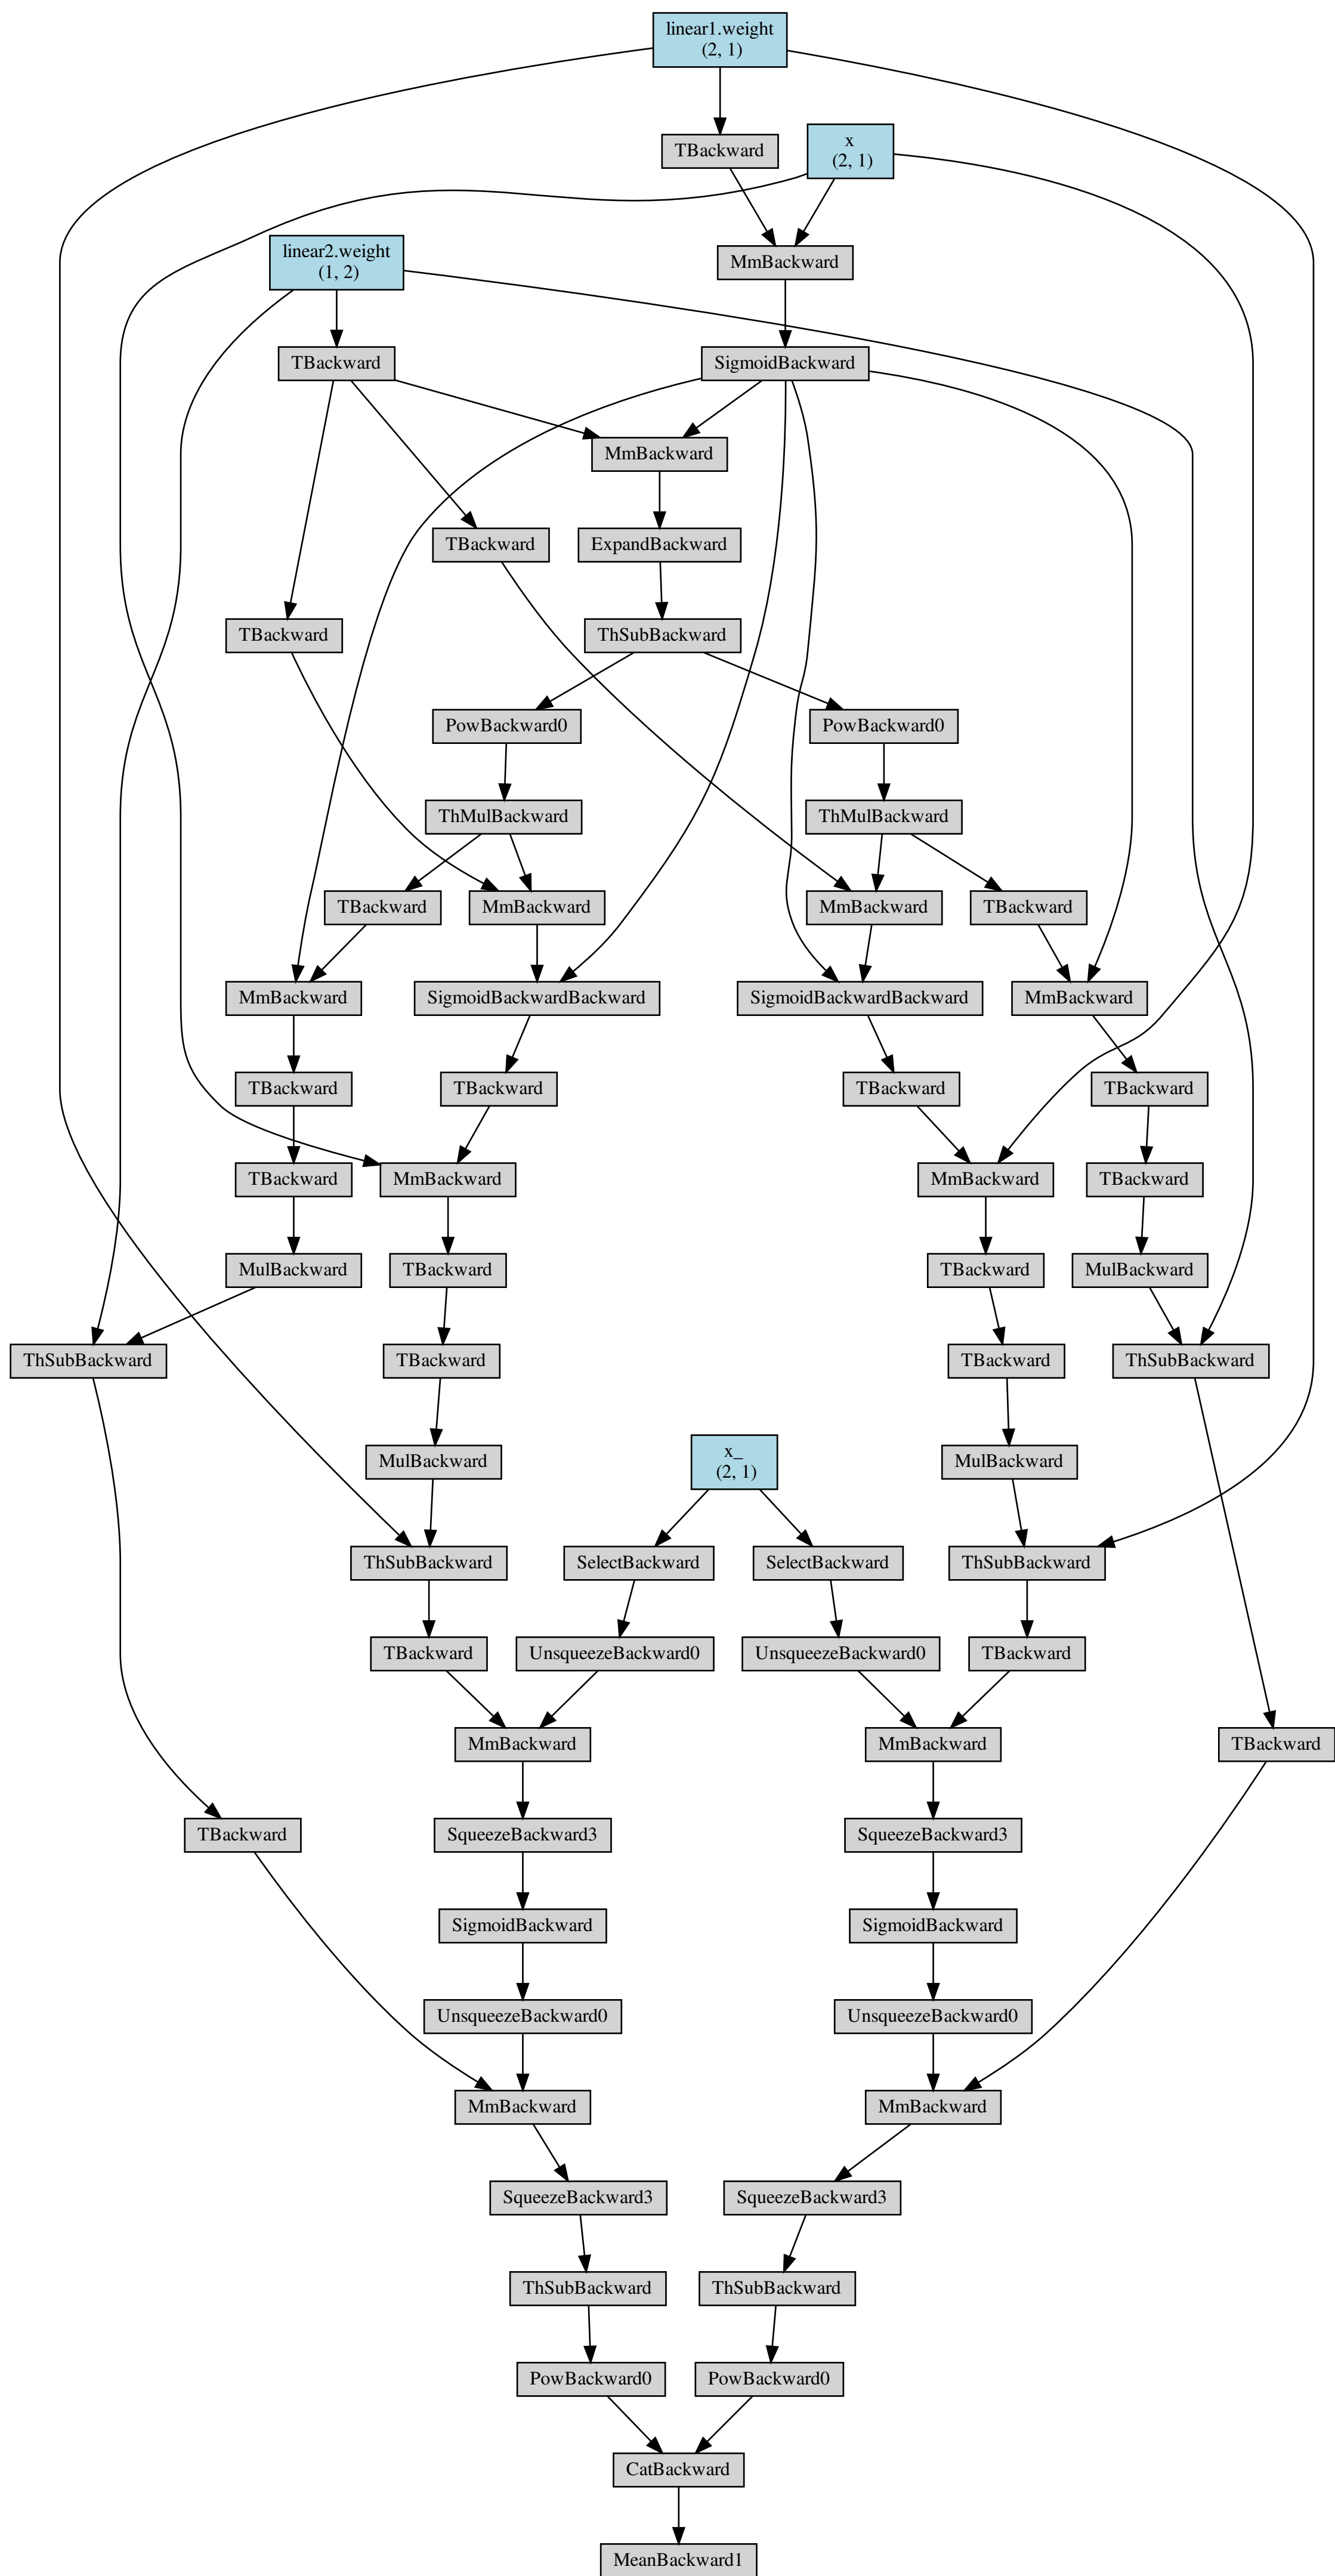 linear1.weight
(2, 1)
TBackward
x
(2, 1)
linear2.weight
(1, 2)
MmBackward
TBackward
SigmoidBackward
MmBackward
TBackward
ExpandBackward
TBackward
ThSubBackward
PowBackward0
PowBackward0
ThMulBackward
ThMulBackward
TBackward
MmBackward
MmBackward
TBackward
MmBackward
SigmoidBackwardBackward
SigmoidBackwardBackward
MmBackward
TBackward
TBackward
TBackward
TBackward
TBackward
MmBackward
MmBackward
TBackward
MulBackward
TBackward
TBackward
MulBackward
ThSubBackward
TBackward
TBackward
ThSubBackward
MulBackward
x_
(2, 1)
MulBackward
ThSubBackward
SelectBackward
SelectBackward
ThSubBackward
TBackward
UnsqueezeBackward0
UnsqueezeBackward0
TBackward
MmBackward
MmBackward
TBackward
TBackward
SqueezeBackward3
SqueezeBackward3
SigmoidBackward
SigmoidBackward
UnsqueezeBackward0
UnsqueezeBackward0
MmBackward
MmBackward
SqueezeBackward3
SqueezeBackward3
ThSubBackward
ThSubBackward
PowBackward0
PowBackward0
CatBackward
MeanBackward1